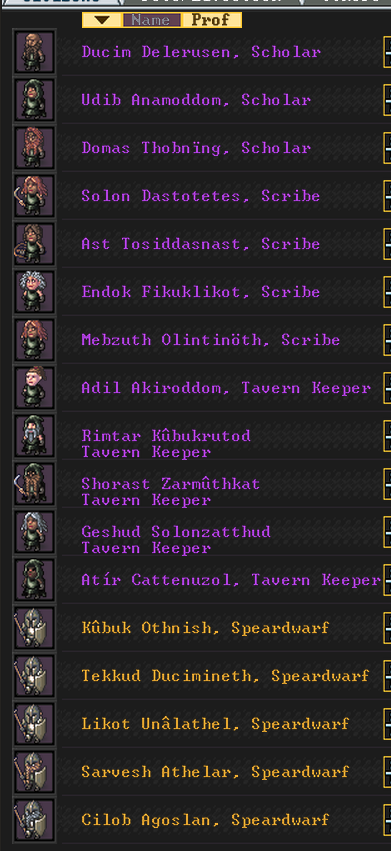 Name Prof
Ducim Delerusen, Scholar
Udib Anamoddom, Scholar
Domas Thobnïng, Scholar
Solon Dastotetes, Scribe
Ast Tosiddasnast, Scribe
Endok Fikuklikot, Scribe
Mebzuth Olintinöth, Scribe
Adil Akiroddom, Tavern Keeper
Rimtar Kûbukrutod
Tavern Keeper
Shorast Zarmûthkat
Tavern Keeper
Geshud Solonzatthud
Tavern Keeper
Atír Cattenuzol, Tavern Keeper
Kûbuk Othnish, Speardwarf
Tekkud Ducimineth, Speardwarf
Likot Unâlathel, Speardwarf
Sarvesh Athelar, Speardwarf
Cilob Agoslan, Speardwarf